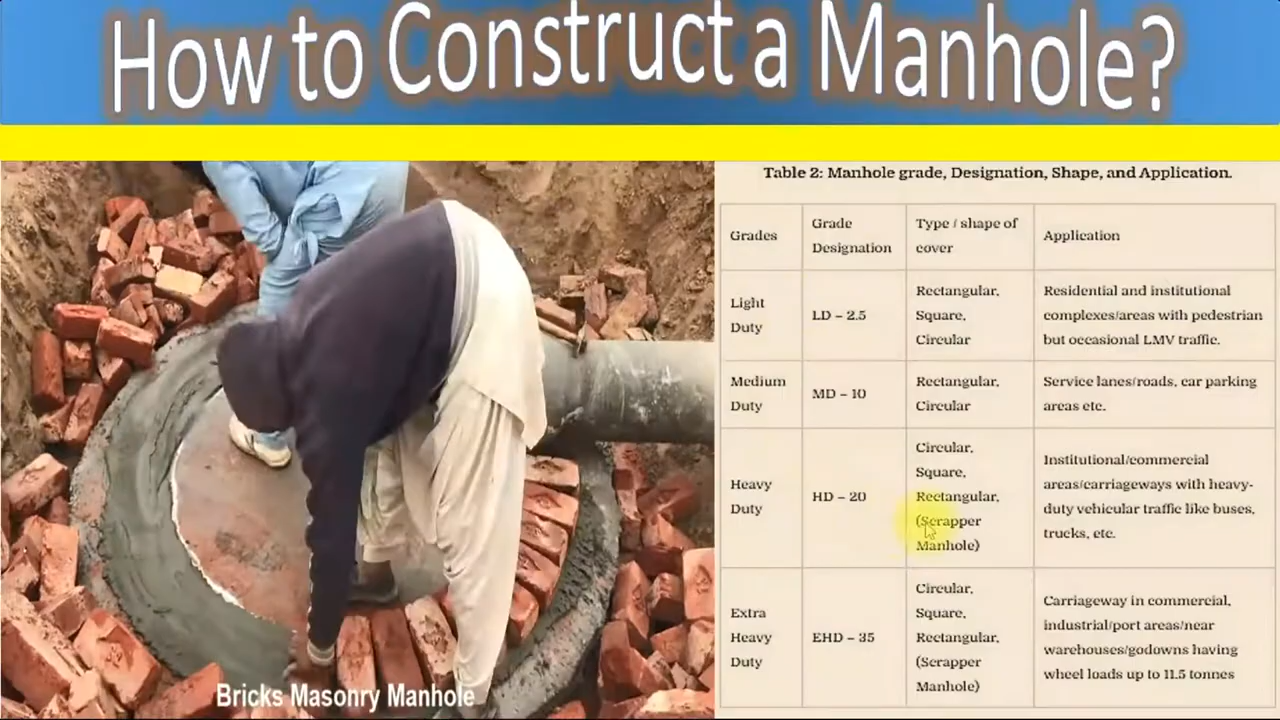 How to Construct a Manhole?
Table 2: Manhole grade, Designation, Shape, and Application.
Grades
Grade
Designation
Type / shape of
cover
Application
Light
Duty
LD – 2.5
Rectangular,
Square,
Circular
Residential and institutional
complexes/areas with pedestrian
but occasional LMV traffic.
Medium
Duty
MD – 10
Rectangular,
Circular
Service lanes/roads, car parking
areas etc.
Heavy
Duty
HD – 20
Circular,
Square,
Rectangular,
(Scrapper
Manhole)
Institutional/commercial
areas/carriageways with heavy-
duty vehicular traffic like buses,
trucks, etc.
Extra
Heavy
Duty
EHD – 35
Circular,
Square,
Rectangular,
(Scrapper
Manhole)
Carriageway in commercial,
industrial/port areas/near
warehouses/godowns having
wheel loads up to 11.5 tonnes
Bricks Masonry Manhole